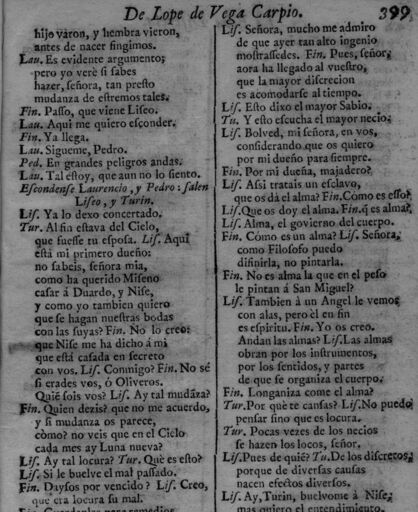 De Lope de Vega Carpio. 399
hijo varon, y hembra vieron,
antes de nacer fingimos.
Lau. Es evidente argumento;
pero yo verè si sabes
hazer, señora, tan presto
mudanza de estremos tales.
Fin. Passo, que viene Liseo.
Lau. Aqui me quiero esconder.
Fin. Ya llega.
Lau. Sigueme, Pedro.
Ped. En grandes peligros andas.
Lau. Tal estoy, que aun no lo siento.
Escondense Laurencio, y Pedro: salen
Liseo, y Turin.
Lis. Ya lo dexo concertado.
Tur. Al fin estava del Cielo,
que fuesse tu esposa. Lis. Aqui
està mi primero dueño:
no sabeis, señora mia,
como ha querido Miseno
casar à Duardo, y Nise,
y como yo tambien quiero
que se hagan nuestras bodas
con las suyas? Fin. No lo creo:
que Nise me ha dicho à mi
que està casada en secreto
con vos. Lis. Conmigo? Fin. No sé
si erades vos, ó Oliveros.
Quiè sois vos? Lis. Ay tal mudãza?
Fin. Quien dezis? que no me acuerdo,
y si mudanza os parece,
còmo? no veis que en el Cielo
cada mes ay Luna nueva?
Lis. Ay tal locura? Tur. Què es esto?
Lis. Si le buelve el mal passado.
Fin. Daysos por vencido? Lis. Creo,
que era locura su mal.
Lis. Señora, mucho me admiro
de que ayer tan alto ingenio
mostrassedes. Fin. Pues, señor,
aora ha llegado al vuestro,
que la mayor discrecion
es acomodarse al tiempo.
Lis. Esto dixo el mayor Sabio.
Tu. Y esto escucha el mayor necio.
Lis. Bolved, mi señora, en vos,
considerando que os quiero
por mi dueño para siempre.
Fin. Por mi dueña, majadero?
Lis. Assi tratais un esclavo,
que os dà el alma? Fin. Cómo es esso?
Lis. Que os doy el alma. Fin. q̃ es alma?
Lis. Alma, el govierno del cuerpo.
Fin. Còmo es un alma? Lis. Señora,
como Filosofo puedo
difinirla, no pintarla.
Fin. No es alma la que en el peso
le pintan á San Miguel?
Lis. Tambien à un Angel le vemos
con alas, pero èl en fin
es espiritu. Fin. Yo os creo.
Andan las almas? Lis. Las almas
obran por los instrumentos,
por los sentidos, y partes
de que se organiza el cuerpo.
Fin. Longaniza come el alma?
Tur. Por què te cansas? Lis. No puedo
pensar sino que es locura.
Tur. Pocas vezes de los necios
se hazen los locos, señor.
Lis. Pues de quiè? Tu. De los discretos;
porque de diversas causas
nacen efectos diversos.
Lis. Ay, Turin, buelvome à Nise,
mas quiero el entendimiento